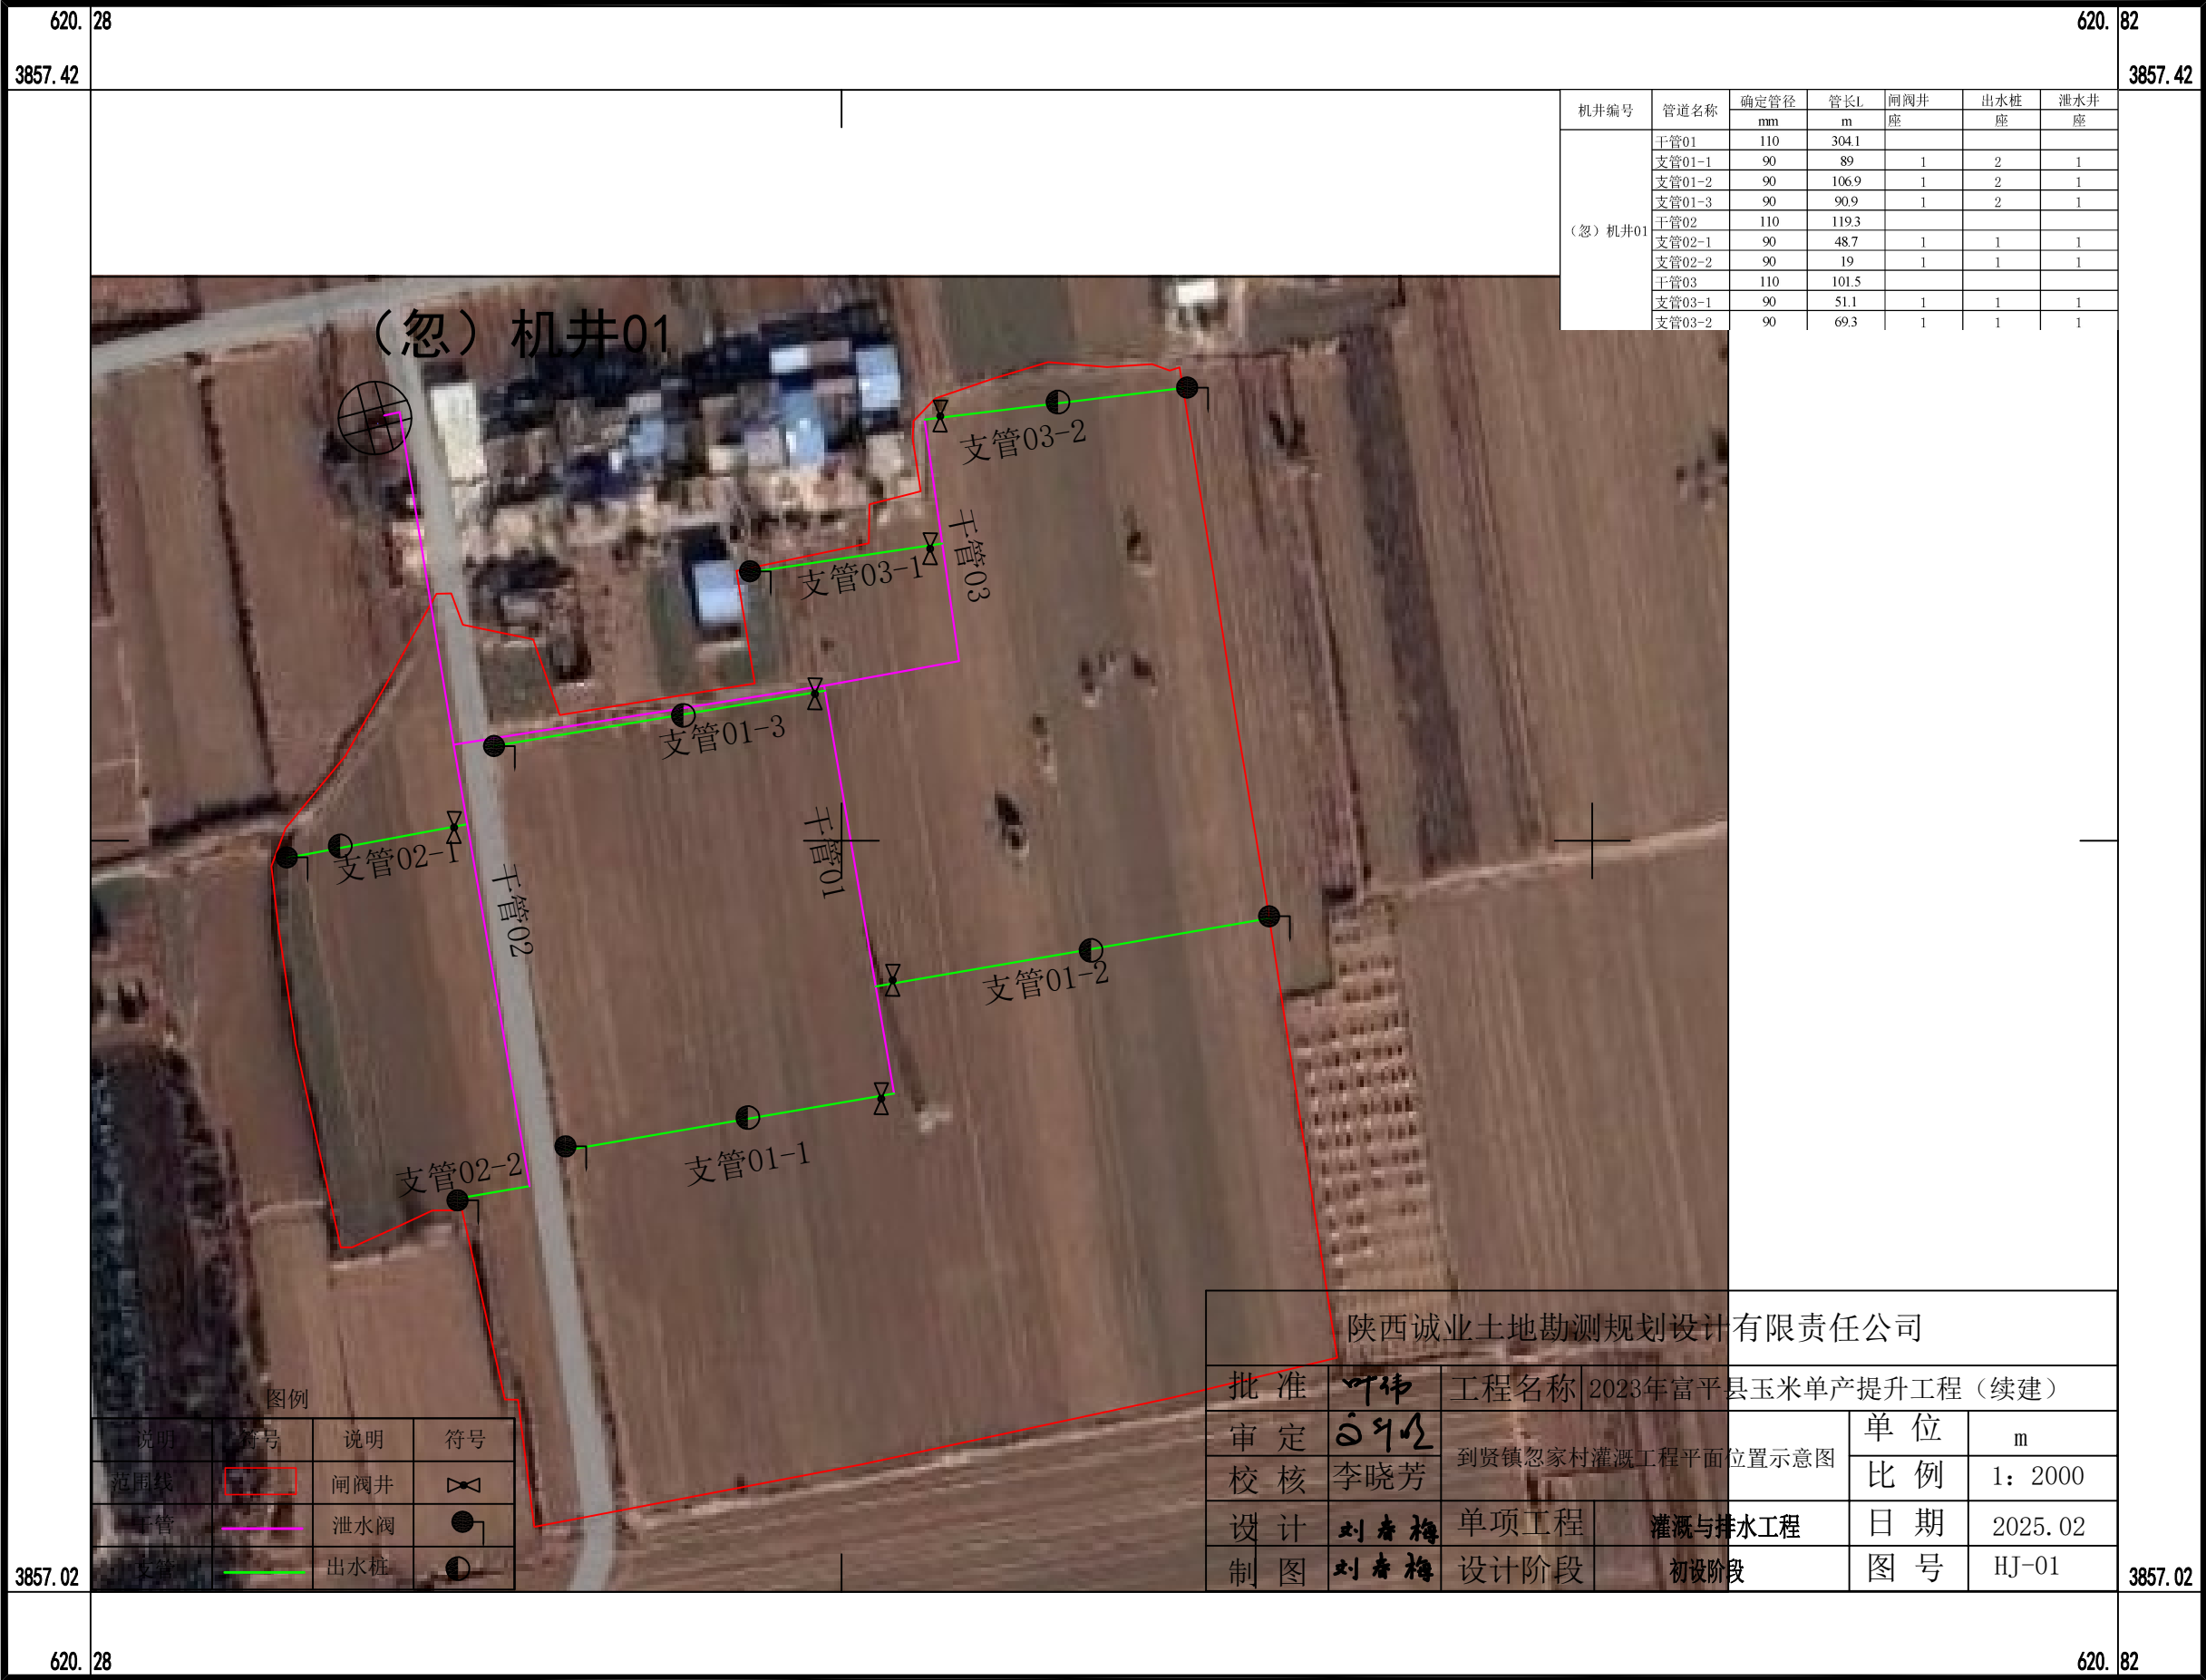 620.28
620.82
3857.42
3857.42
机井编号 管道名称 确定管径 管长L 闸阀井 出水桩 泄水井
mm m 座 座 座
（忽）机井01
干管01 110 304.1
支管01-1 90 89 1 2 1
支管01-2 90 106.9 1 2 1
支管01-3 90 90.9 1 2 1
干管02 110 119.3
支管02-1 90 48.7 1 1 1
支管02-2 90 19 1 1 1
干管03 110 101.5
支管03-1 90 51.1 1 1 1
支管03-2 90 69.3 1 1 1
（忽）机井01
支管03-2
干管03
支管03-1
支管01-3
干管01
支管02-1
干管02
支管01-2
支管01-1
支管02-2
图例
说明 符号 说明 符号
范围线 闸阀井
干管 泄水阀
支管 出水桩
陕西诚业土地勘测规划设计有限责任公司
批 准 叶伟 工程名称 2023年富平县玉米单产提升工程（续建）
审 定
校 核 李晓芳
到贤镇忽家村灌溉工程平面位置示意图
单 位 m
比 例 1：2000
设 计 刘春梅 单项工程 灌溉与排水工程 日 期 2025.02
制 图 刘春梅 设计阶段 初设阶段 图 号 HJ-01
3857.02
3857.02
620.28
620.82